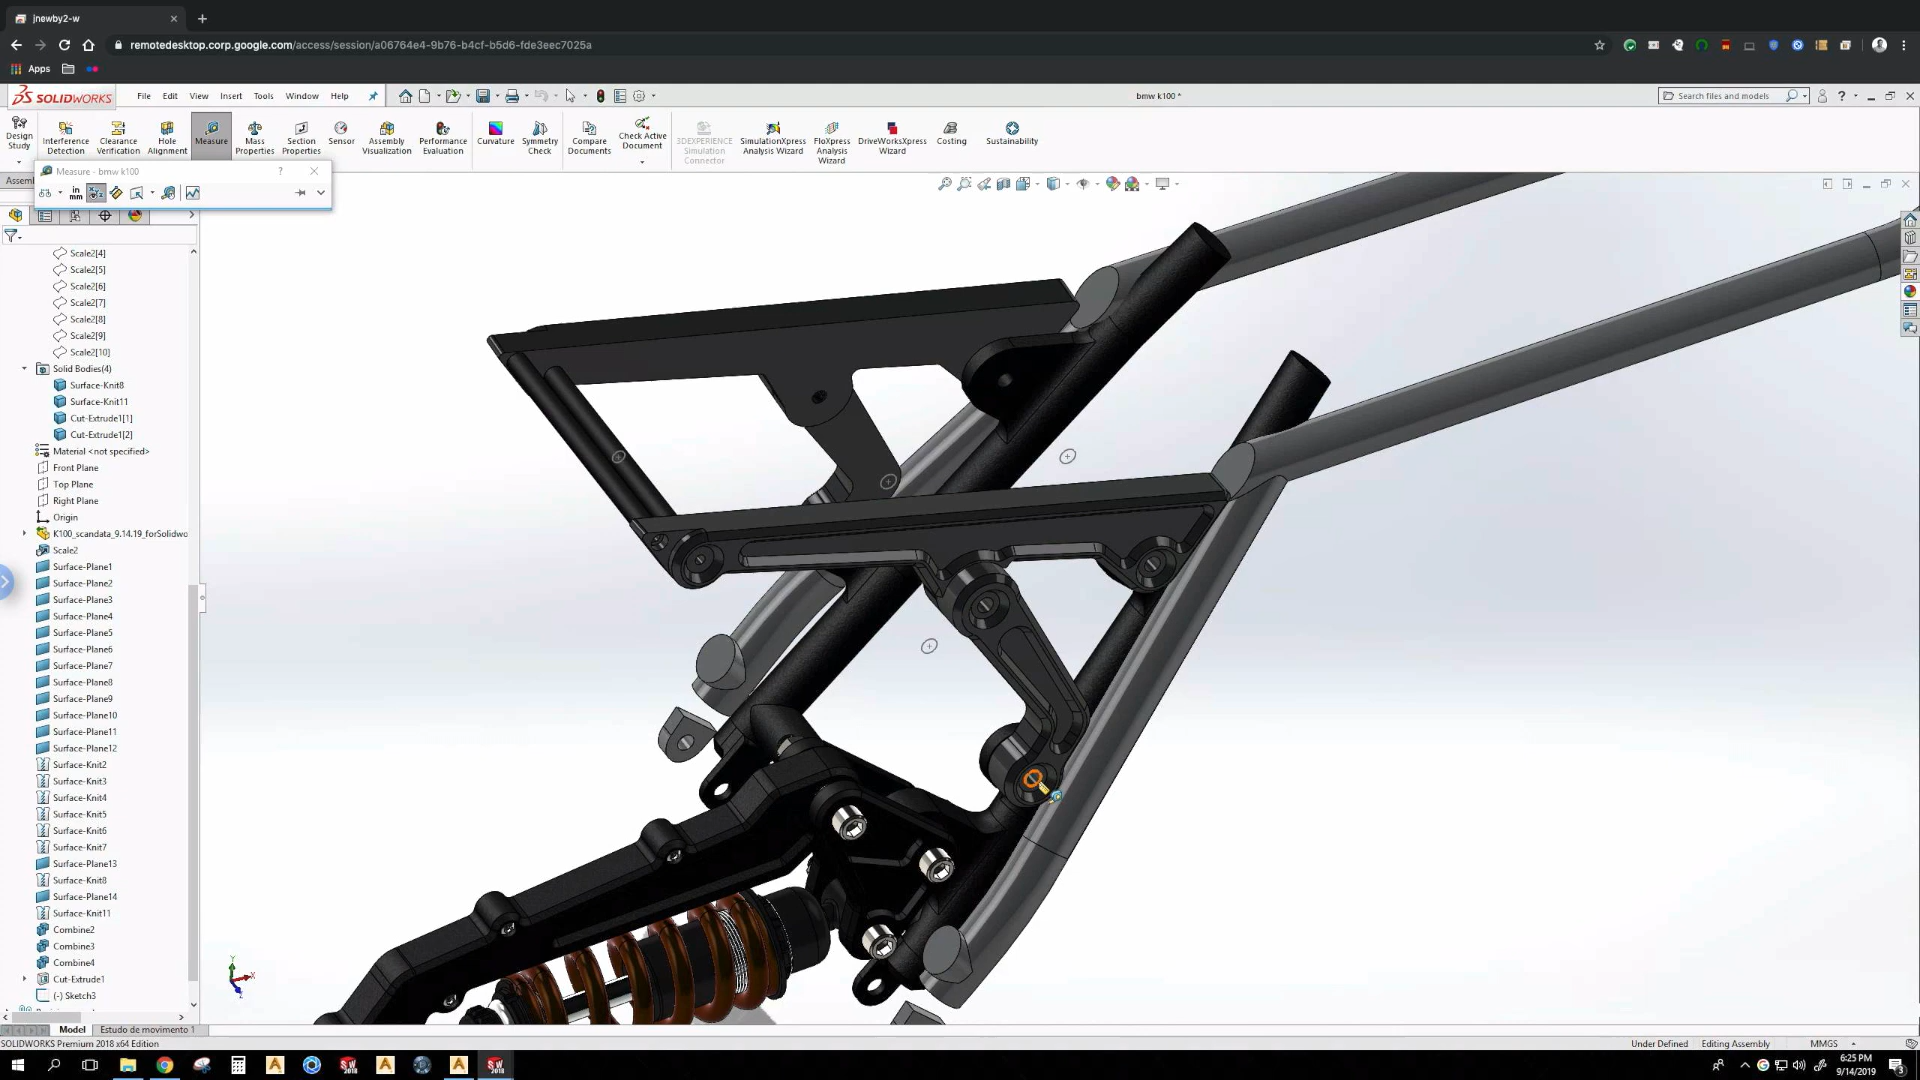 jnewby2-w
remotedesktop.corp.google.com/access/session/a06764e4-9b76-b4cf-b5d6-fde3eec7025a
Apps
SOLIDWORKS
File Edit View Insert Tools Window Help
bmw k100 *
Search files and models
Design Study
Interference Detection
Clearance Verification
Hole Alignment
Measure
Mass Properties
Section Properties
Sensor
Assembly Visualization
Performance Evaluation
Curvature
Symmetry Check
Compare Documents
Check Active Document
3DEXPERIENCE Simulation Connector
SimulationXpress Analysis Wizard
FloXpress Analysis Wizard
DriveWorksXpress Wizard
Costing
Sustainability
Measure - bmw k100
?
Assem
in
mm
Scale2[4]
Scale2[5]
Scale2[6]
Scale2[7]
Scale2[8]
Scale2[9]
Scale2[10]
Solid Bodies(4)
Surface-Knit8
Surface-Knit11
Cut-Extrude1[1]
Cut-Extrude1[2]
Material <not specified>
Front Plane
Top Plane
Right Plane
Origin
K100_scandata_9.14.19_forSolidwo
Scale2
Surface-Plane1
Surface-Plane2
Surface-Plane3
Surface-Plane4
Surface-Plane5
Surface-Plane6
Surface-Plane7
Surface-Plane8
Surface-Plane9
Surface-Plane10
Surface-Plane11
Surface-Plane12
Surface-Knit2
Surface-Knit3
Surface-Knit4
Surface-Knit5
Surface-Knit6
Surface-Knit7
Surface-Plane13
Surface-Knit8
Surface-Plane14
Surface-Knit11
Combine2
Combine3
Combine4
Cut-Extrude1
(-) Sketch3
Y
X
Z
Model Estudo de movimento 1
SOLIDWORKS Premium 2018 x64 Edition
Under Defined Editing Assembly MMGS
6:25 PM
9/14/2019